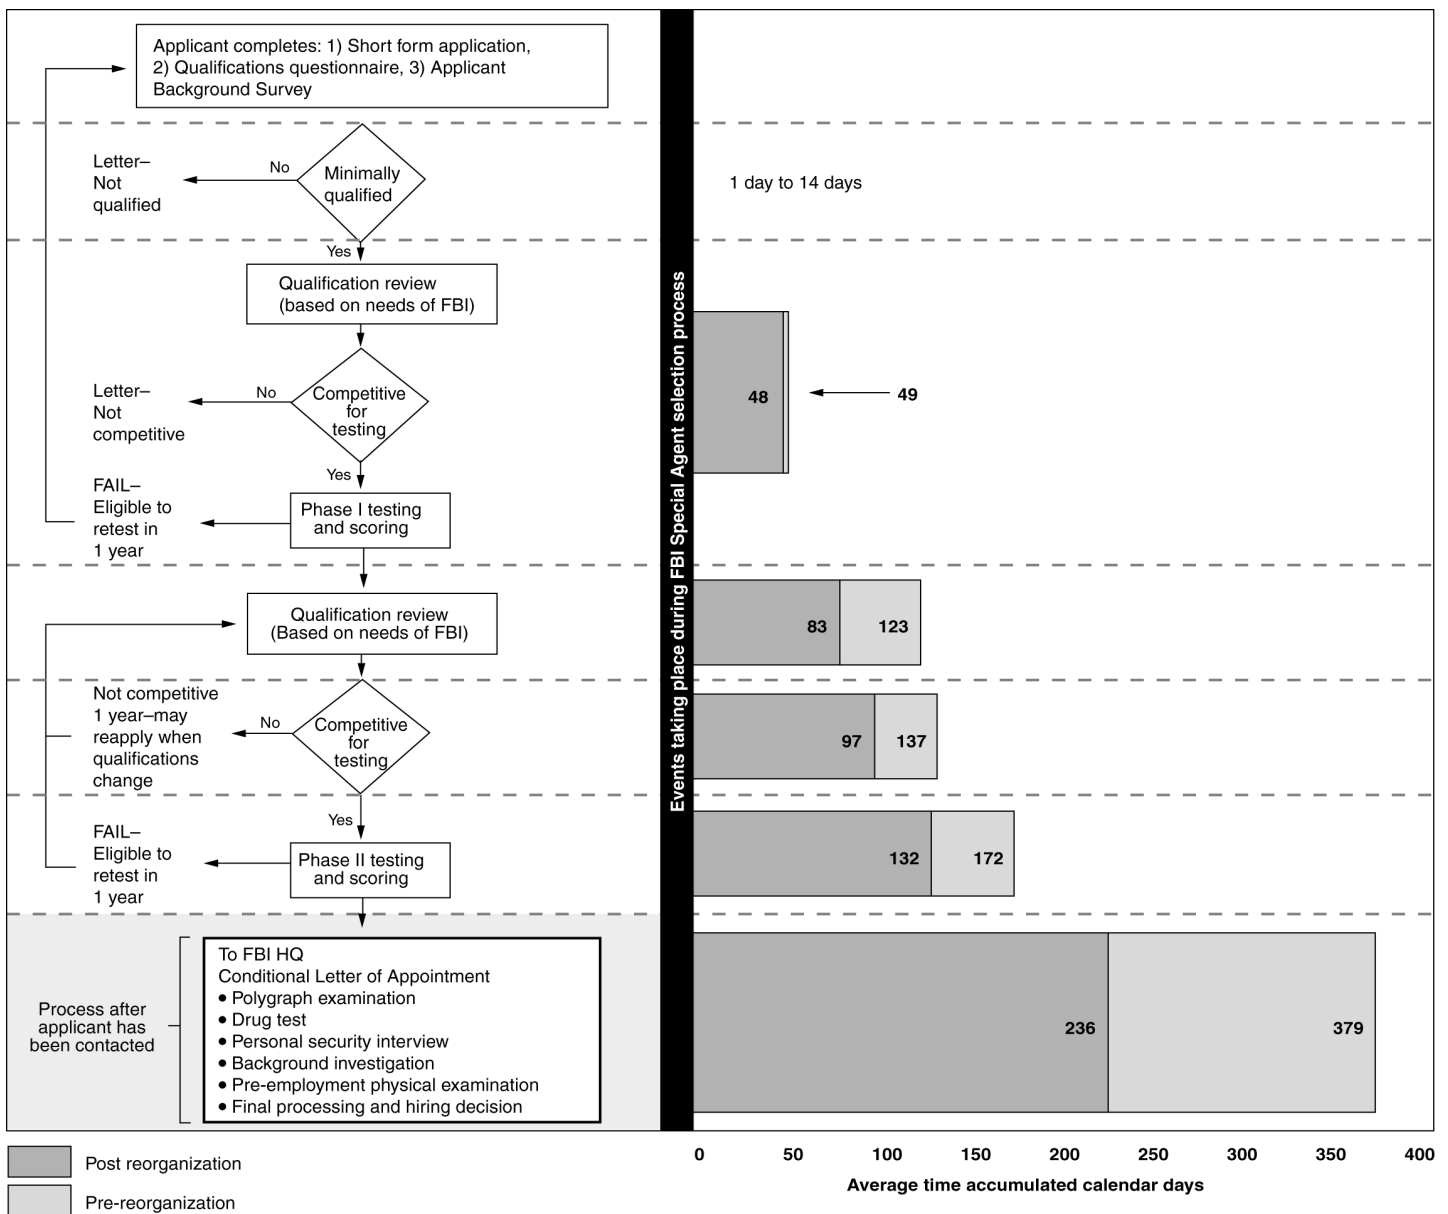 Applicant completes: 1) Short form application,
2) Qualifications questionnaire, 3) Applicant
Background Survey
Letter–
Not
qualified
No
Minimally
qualified
1 day to 14 days
Yes
Qualification review
(based on needs of FBI)
Letter–
Not
competitive
No
Competitive
for
testing
48
49
Yes
FAIL–
Eligible to
retest in
1 year
Phase I testing
and scoring
Events taking place during FBI Special Agent selection process
Qualification review
(Based on needs of FBI)
83
123
Not competitive
1 year–may
reapply when
qualifications
change
No
Competitive
for
testing
97
137
Yes
FAIL–
Eligible to
retest in
1 year
Phase II testing
and scoring
132
172
Process after
applicant has
been contacted
To FBI HQ
Conditional Letter of Appointment
• Polygraph examination
• Drug test
• Personal security interview
• Background investigation
• Pre-employment physical examination
• Final processing and hiring decision
236
379
0 50 100 150 200 250 300 350 400
Average time accumulated calendar days
Post reorganization
Pre-reorganization